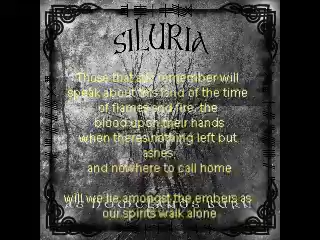 SILURIA
Those that still remember will
speak about this land of the time
of flames and fire, the
blood upon their hands
when theres nothing left but
ashes,
and nowhere to call home
will we lie amongst the embers as
our spirits walk alone